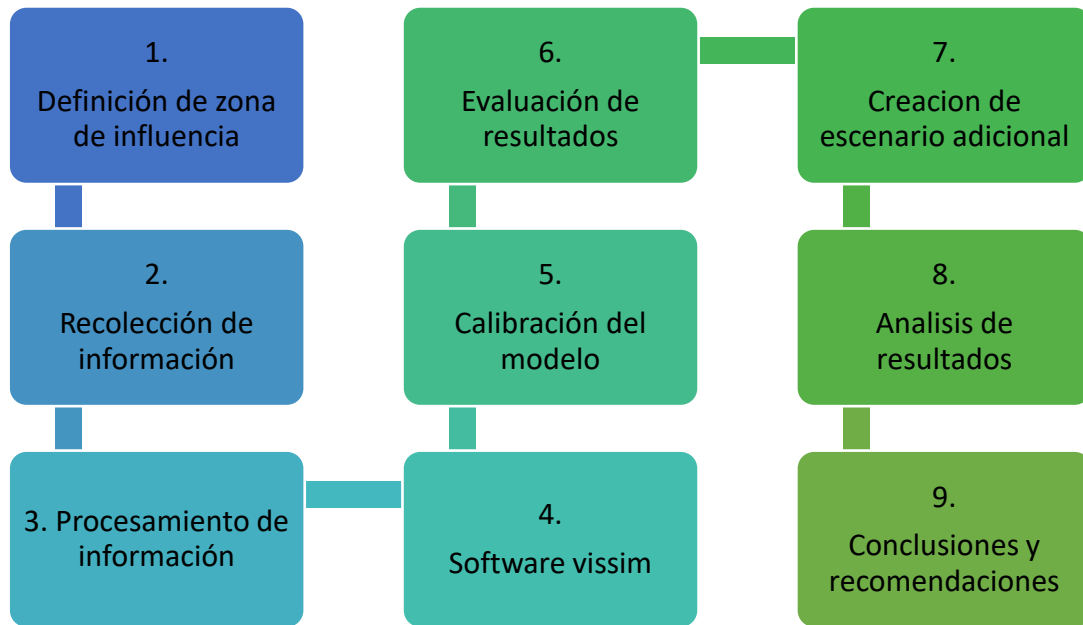 1.
Definición de zona
de influencia
2.
Recolección de
información
3. Procesamiento de
información
4.
Software vissim
5.
Calibración del
modelo
6.
Evaluación de
resultados
7.
Creacion de
escenario adicional
8.
Analisis de
resultados
9.
Conclusiones y
recomendaciones